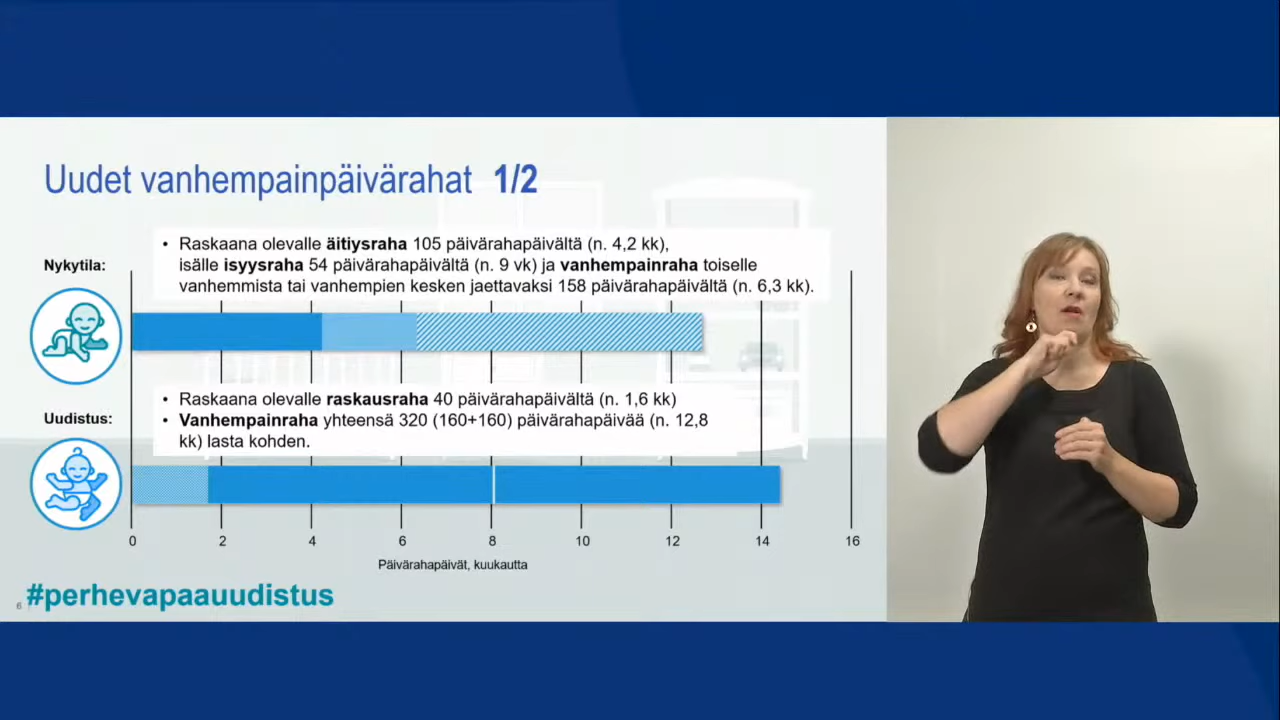 Uudet vanhempainpäivärahat 1/2
Nykytila:
• Raskaana olevalle äitiysraha 105 päivärahapäivältä (n. 4,2 kk),
isälle isyysraha 54 päivärahapäivältä (n. 9 vk) ja vanhempainraha toiselle
vanhemmista tai vanhempien kesken jaettavaksi 158 päivärahapäivältä (n. 6,3 kk).
Uudistus:
• Raskaana olevalle raskausraha 40 päivärahapäivältä (n. 1,6 kk)
• Vanhempainraha yhteensä 320 (160+160) päivärahapäivää (n. 12,8
kk) lasta kohden.
0 2 4 6 8 10 12 14 16
Päivärahapäivät, kuukautta
6 #perhevapaauudistus